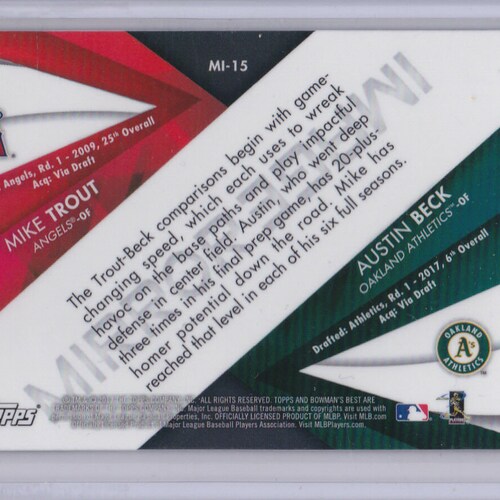 MI-15
Angels, Rd. 1 - 2009, 25th Overall
Acq: Via Draft
MIKE TROUT
ANGELS®-OF
The Trout-Beck comparisons begin with game-
changing speed, which each uses to wreak
havoc on the base paths and play impactful
defense in center field. Austin, who went deep
three times in his final prep game, has 20-plus-
homer potential down the road. Mike has
reached that level in each of his six full seasons.
AUSTIN BECK
OAKLAND ATHLETICS™-OF
Drafted: Athletics, Rd. 1 - 2017, 6th Overall
Acq: Via Draft
OAKLAND
A's
ATHLETICS
TOPPS
ALL RIGHTS RESERVED. TOPPS AND BOWMAN'S BEST ARE
Major League Baseball trademarks and copyrights are used with
Properties, Inc. OFFICIALLY LICENSED PRODUCT OF MLBP. Visit MLB.com
Major League Baseball Players Association. Visit MLBPlayers.com.